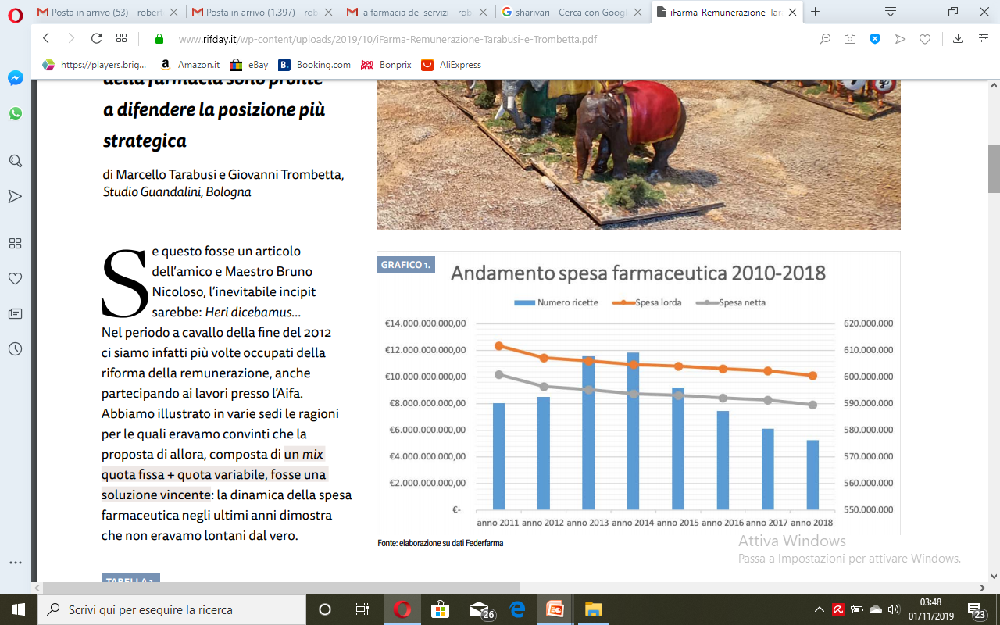 Posta in arrivo (53) - robert
Posta in arrivo (1.397) - rob
la farmacia dei servizi - rob
sharivari - Cerca con Googl
iFarma-Remunerazione-Tar
www.rifday.it/wp-content/uploads/2019/10/iFarma-Remunerazione-Tarabusi-e-Trombetta.pdf
https://players.brig...
Amazon.it
eBay
Booking.com
Bonprix
AliExpress
della farmacia sono pronte
a difendere la posizione più
strategica
di Marcello Tarabusi e Giovanni Trombetta,
Studio Guandalini, Bologna
Se questo fosse un articolo
dell'amico e Maestro Bruno
Nicoloso, l'inevitabile incipit
sarebbe: Heri dicebamus...
Nel periodo a cavallo della fine del 2012
ci siamo infatti più volte occupati della
riforma della remunerazione, anche
partecipando ai lavori presso l'Aifa.
Abbiamo illustrato in varie sedi le ragioni
per le quali eravamo convinti che la
proposta di allora, composta di un mix
quota fissa + quota variabile, fosse una
soluzione vincente: la dinamica della spesa
farmaceutica negli ultimi anni dimostra
che non eravamo lontani dal vero.
TABELLA 1.
GRAFICO 1.
Andamento spesa farmaceutica 2010-2018
Numero ricette Spesa lorda Spesa netta
€14.000.000.000,00 620.000.000
€12.000.000.000,00 610.000.000
€10.000.000.000,00 600.000.000
€8.000.000.000,00 590.000.000
€6.000.000.000,00 580.000.000
€4.000.000.000,00 570.000.000
€2.000.000.000,00 560.000.000
€- 550.000.000
anno 2011 anno 2012 anno 2013 anno 2014 anno 2015 anno 2016 anno 2017 anno 2018
Fonte: elaborazione su dati Federfarma
Attiva Windows
Passa a Impostazioni per attivare Windows.
Scrivi qui per eseguire la ricerca
26
03:48
01/11/2019
23